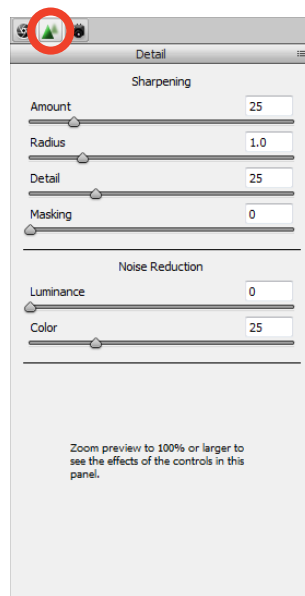 Detail
Sharpening
Amount 25
Radius 1.0
Detail 25
Masking 0
Noise Reduction
Luminance 0
Color 25
Zoom preview to 100% or larger to
see the effects of the controls in this
panel.